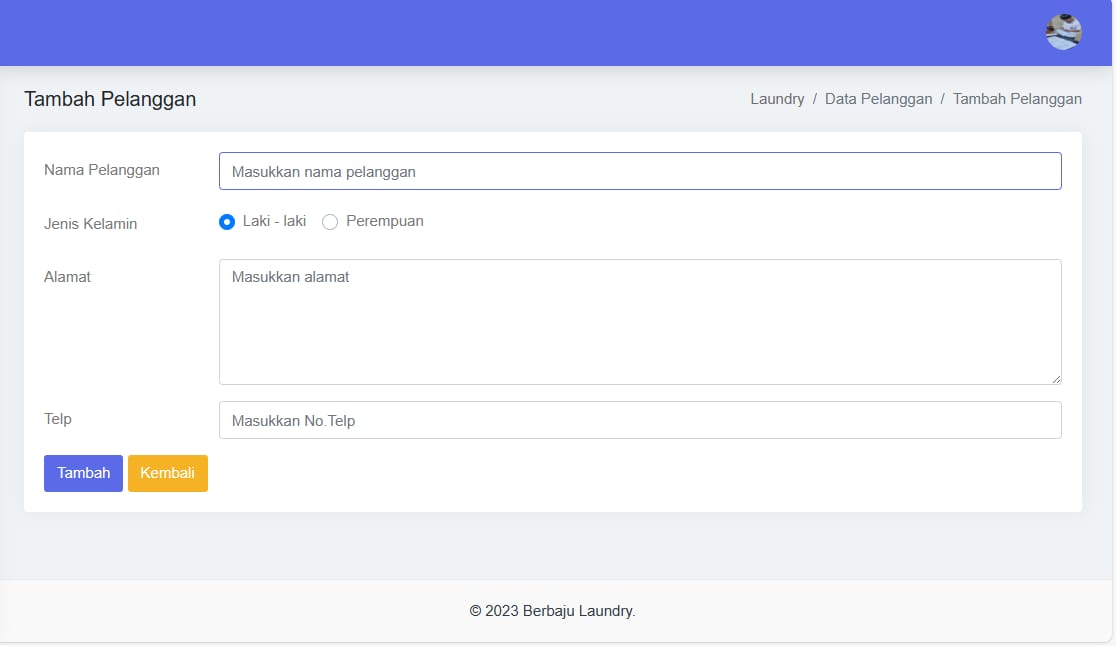 Tambah Pelanggan
Laundry / Data Pelanggan / Tambah Pelanggan
Nama Pelanggan
Masukkan nama pelanggan
Jenis Kelamin
Laki - laki
Perempuan
Alamat
Masukkan alamat
Telp
Masukkan No.Telp
Tambah
Kembali
© 2023 Berbaju Laundry.